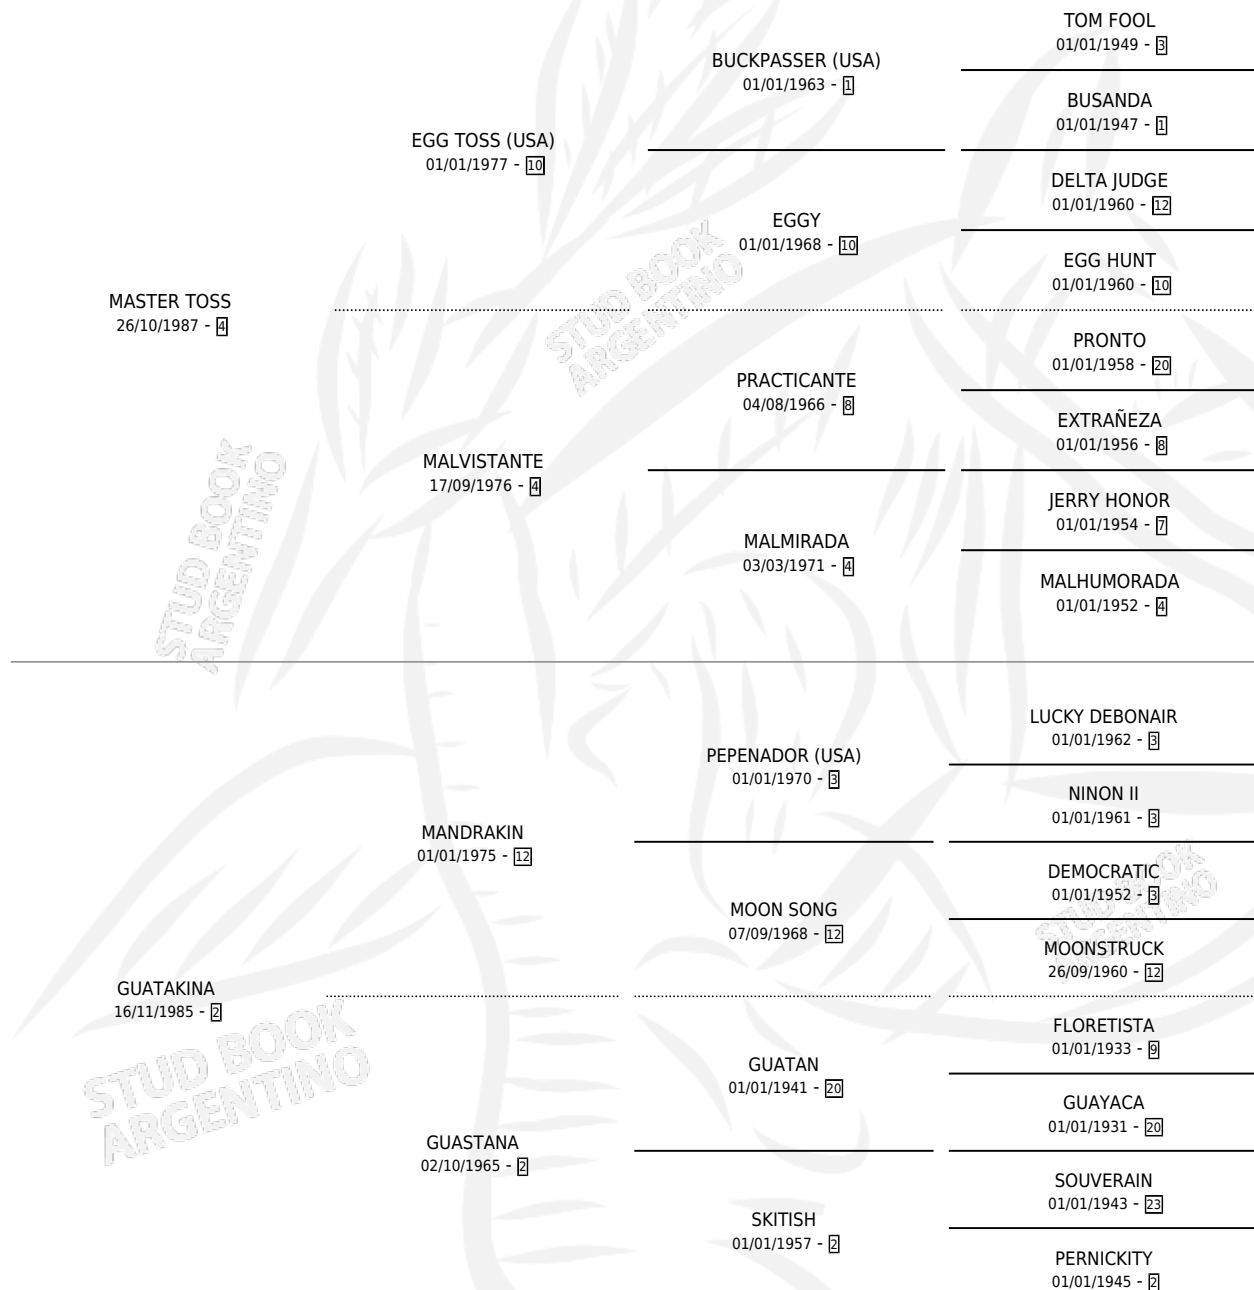 TOM FOOL
01/01/1949 - 3
BUCKPASSER (USA)
01/01/1963 - 1
BUSANDA
01/01/1947 - 1
EGG TOSS (USA)
01/01/1977 - 10
DELTA JUDGE
01/01/1960 - 12
EGGY
01/01/1968 - 10
EGG HUNT
01/01/1960 - 10
MASTER TOSS
26/10/1987 - 4
PRONTO
01/01/1958 - 20
PRACTICANTE
04/08/1966 - 8
EXTRAÑEZA
01/01/1956 - 8
MALVISTANTE
17/09/1976 - 4
JERRY HONOR
01/01/1954 - 7
MALMIRADA
03/03/1971 - 4
MALHUMORADA
01/01/1952 - 4
LUCKY DEBONAIR
01/01/1962 - 3
PEPENADOR (USA)
01/01/1970 - 3
NINON II
01/01/1961 - 3
MANDRAKIN
01/01/1975 - 12
DEMOCRATIC
01/01/1952 - 3
MOON SONG
07/09/1968 - 12
MOONSTRUCK
26/09/1960 - 12
GUATAKINA
16/11/1985 - 2
FLORETISTA
01/01/1933 - 9
GUATAN
01/01/1941 - 20
GUAYACA
01/01/1931 - 20
GUASTANA
02/10/1965 - 2
SOUVERAIN
01/01/1943 - 23
SKITISH
01/01/1957 - 2
PERNICKITY
01/01/1945 - 2
STUD BOOK
ARGENTINO
STUD BOOK
ARGENTINO
STUD BOOK
ARGENTINO
STUD BOOK
ARGENTINO